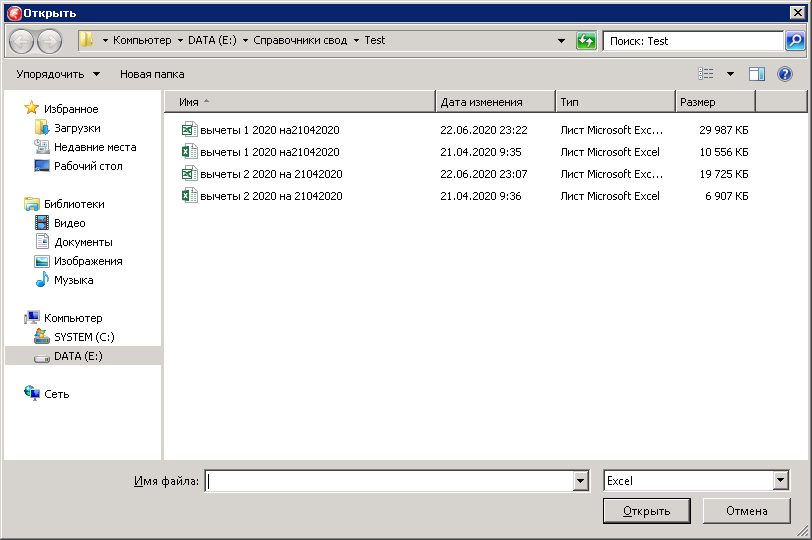 Открыть
Компьютер DATA (E:) Справочники свод Test
Поиск: Test
Упорядочить Новая папка
Избранное
Загрузки
Недавние места
Рабочий стол
Библиотеки
Видео
Документы
Изображения
Музыка
Компьютер
SYSTEM (C:)
DATA (E:)
Сеть
Имя Дата изменения Тип Размер
вычеты 1 2020 на21042020 22.06.2020 23:22 Лист Microsoft Exc... 29 987 КБ
вычеты 1 2020 на21042020 21.04.2020 9:35 Лист Microsoft Excel 10 556 КБ
вычеты 2 2020 на 21042020 22.06.2020 23:07 Лист Microsoft Exc... 19 725 КБ
вычеты 2 2020 на 21042020 21.04.2020 9:36 Лист Microsoft Excel 6 907 КБ
Имя файла: Excel
Открыть Отмена